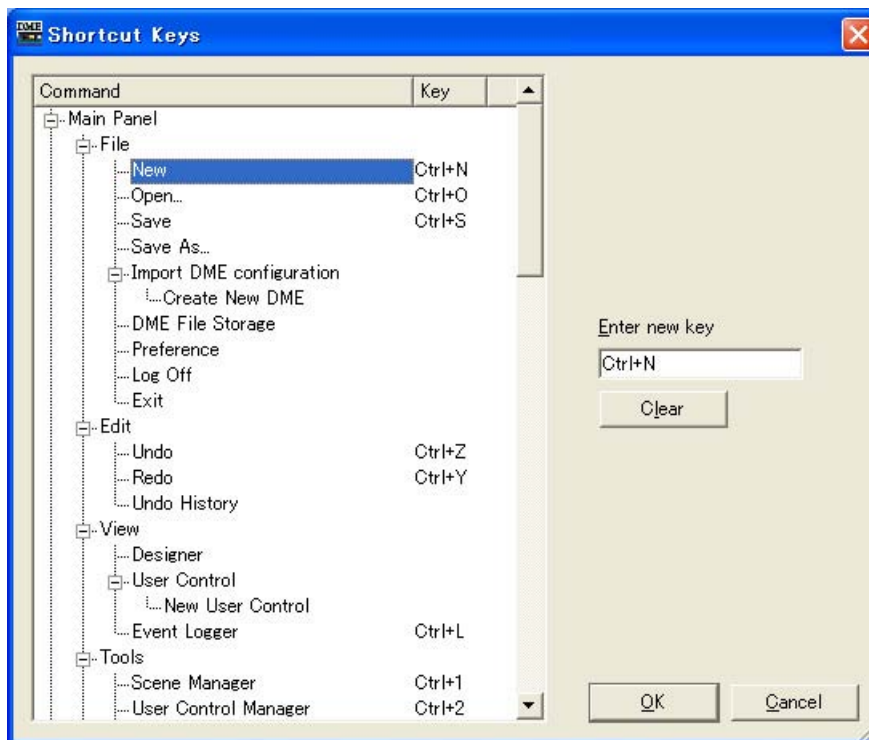 DME Shortcut Keys
Command Key
Main Panel
File
New Ctrl+N
Open... Ctrl+O
Save Ctrl+S
Save As...
Import DME configuration
Create New DME
DME File Storage
Preference
Log Off
Exit
Edit
Undo Ctrl+Z
Redo Ctrl+Y
Undo History
View
Designer
User Control
New User Control
Event Logger Ctrl+L
Tools
Scene Manager Ctrl+1
User Control Manager Ctrl+2
Enter new key
Ctrl+N
Clear
OK Cancel